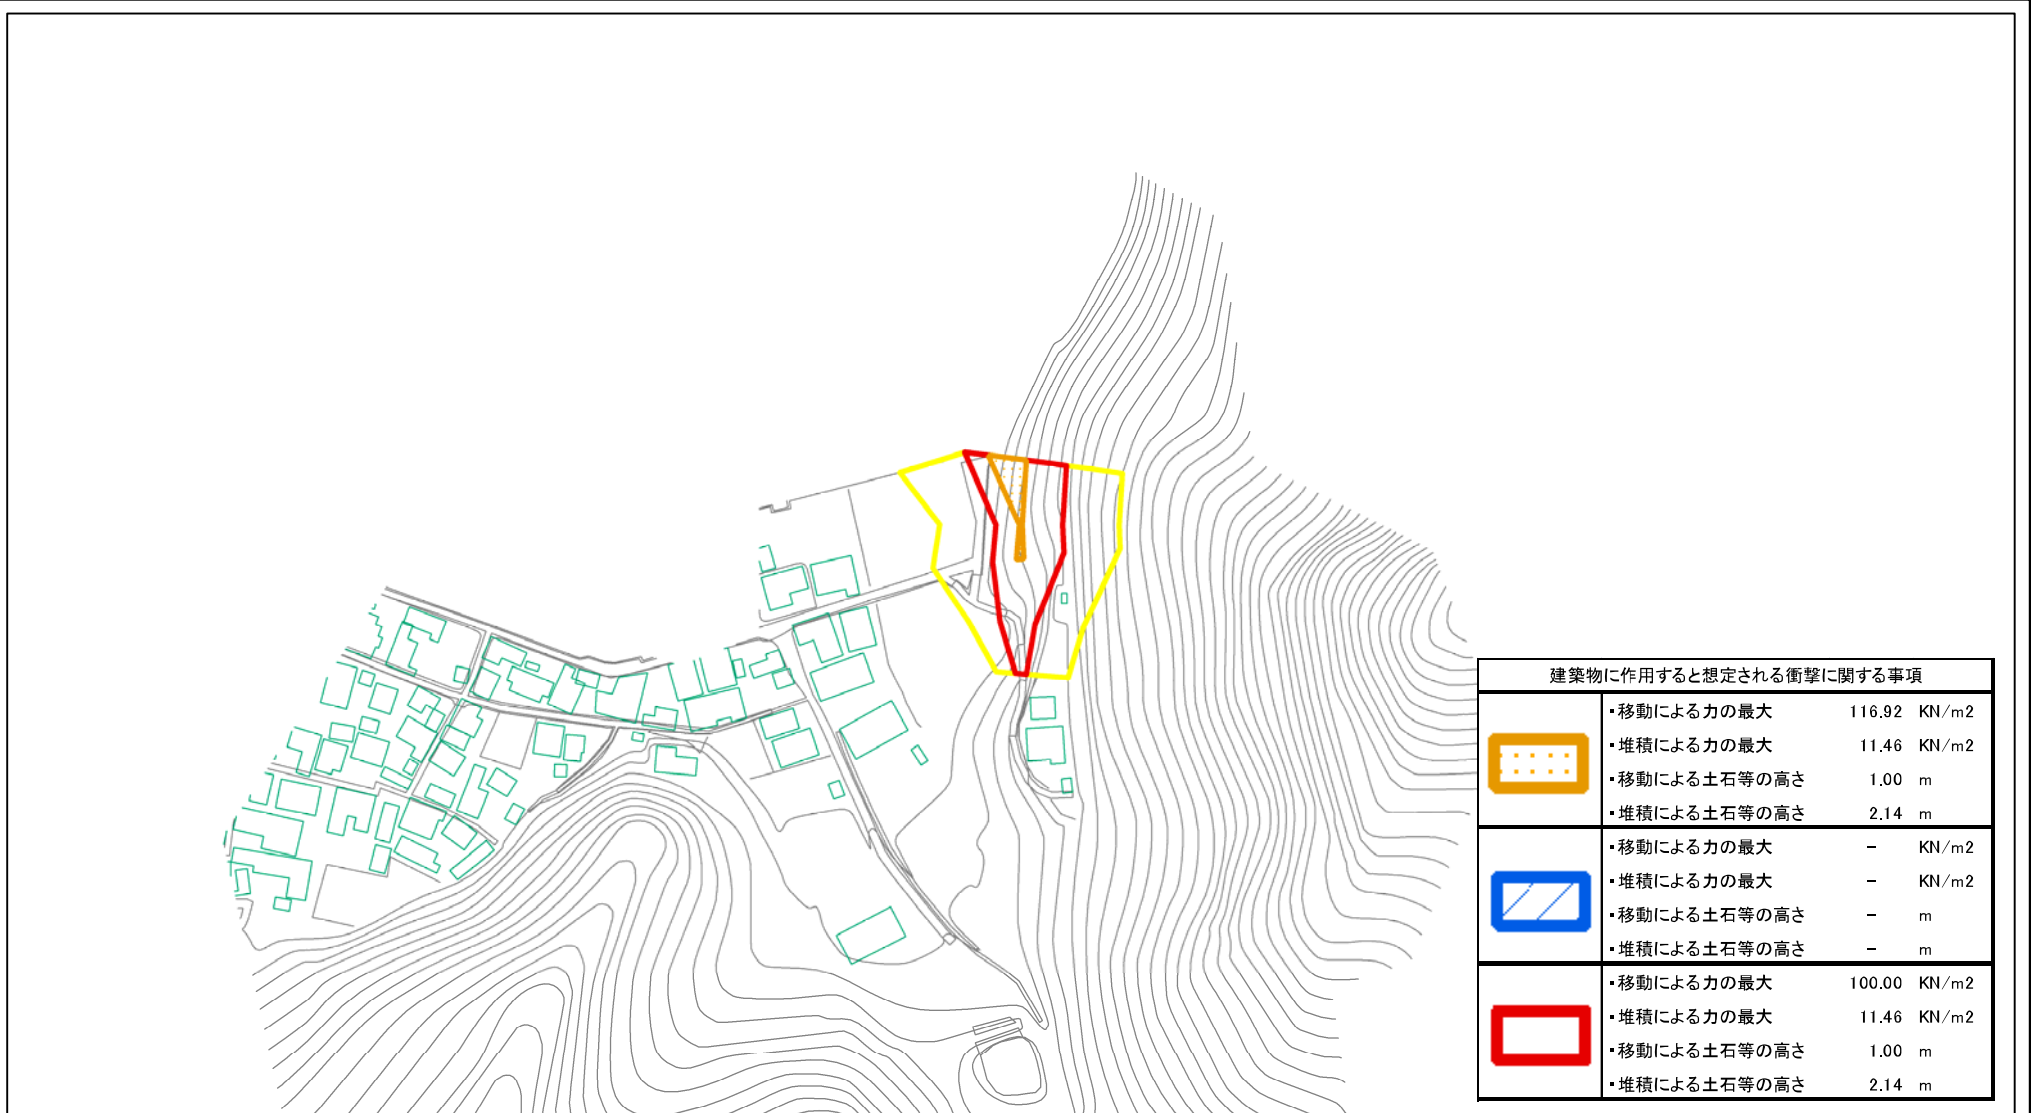 建築物に作用すると想定される衝撃に関する事項
・移動による力の最大 116.92 KN/m2
・堆積による力の最大 11.46 KN/m2
・移動による土石等の高さ 1.00 m
・堆積による土石等の高さ 2.14 m
・移動による力の最大 - KN/m2
・堆積による力の最大 - KN/m2
・移動による土石等の高さ - m
・堆積による土石等の高さ - m
・移動による力の最大 100.00 KN/m2
・堆積による力の最大 11.46 KN/m2
・移動による土石等の高さ 1.00 m
・堆積による土石等の高さ 2.14 m